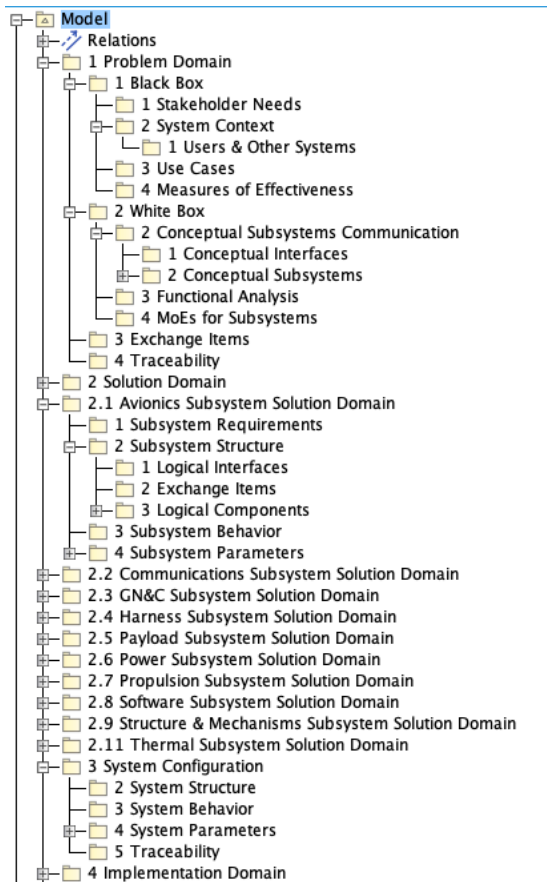 Model
Relations
1 Problem Domain
1 Black Box
1 Stakeholder Needs
2 System Context
1 Users & Other Systems
3 Use Cases
4 Measures of Effectiveness
2 White Box
2 Conceptual Subsystems Communication
1 Conceptual Interfaces
2 Conceptual Subsystems
3 Functional Analysis
4 MoEs for Subsystems
3 Exchange Items
4 Traceability
2 Solution Domain
2.1 Avionics Subsystem Solution Domain
1 Subsystem Requirements
2 Subsystem Structure
1 Logical Interfaces
2 Exchange Items
3 Logical Components
3 Subsystem Behavior
4 Subsystem Parameters
2.2 Communications Subsystem Solution Domain
2.3 GN&C Subsystem Solution Domain
2.4 Harness Subsystem Solution Domain
2.5 Payload Subsystem Solution Domain
2.6 Power Subsystem Solution Domain
2.7 Propulsion Subsystem Solution Domain
2.8 Software Subsystem Solution Domain
2.9 Structure & Mechanisms Subsystem Solution Domain
2.11 Thermal Subsystem Solution Domain
3 System Configuration
2 System Structure
3 System Behavior
4 System Parameters
5 Traceability
4 Implementation Domain